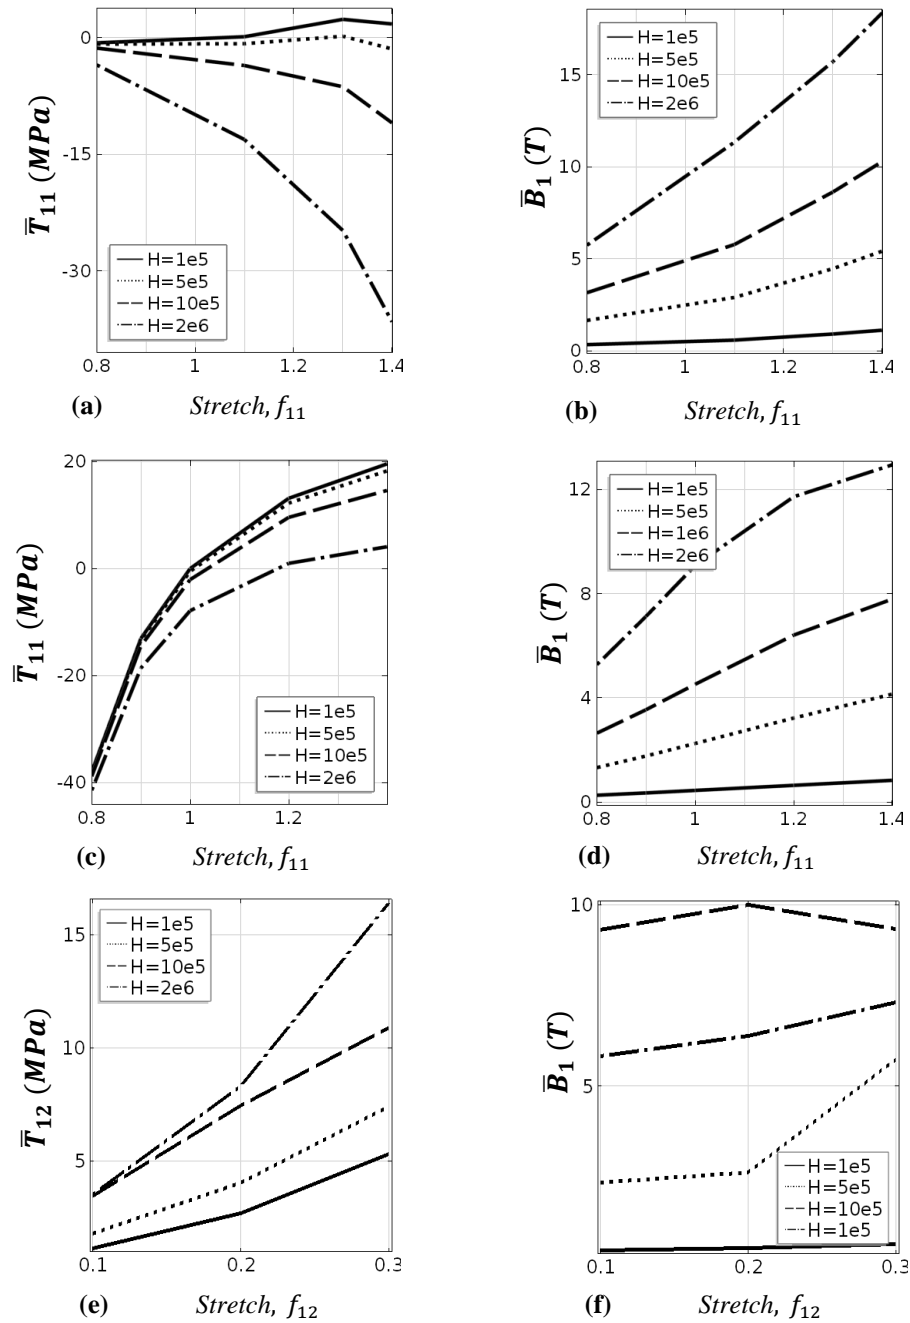 0
-15
-30
T̿₁₁ (MPa)
H=1e5
H=5e5
H=10e5
H=2e6
0.8 1 1.2 1.4
(a) Stretch, f₁₁
15
10
5
0
B̿₁ (T)
H=1e5
H=5e5
H=10e5
H=2e6
0.8 1 1.2 1.4
(b) Stretch, f₁₁
20
0
-20
-40
T̿₁₁ (MPa)
H=1e5
H=5e5
H=10e5
H=2e6
0.8 1 1.2
(c) Stretch, f₁₁
12
8
4
0
B̿₁ (T)
H=1e5
H=5e5
H=1e6
H=2e6
0.8 1 1.2 1.4
(d) Stretch, f₁₁
15
10
5
T̿₁₂ (MPa)
H=1e5
H=5e5
H=10e5
H=2e6
0.1 0.2 0.3
(e) Stretch, f₁₂
10
5
B̿₁ (T)
H=1e5
H=5e5
H=10e5
H=1e5
0.1 0.2 0.3
(f) Stretch, f₁₂